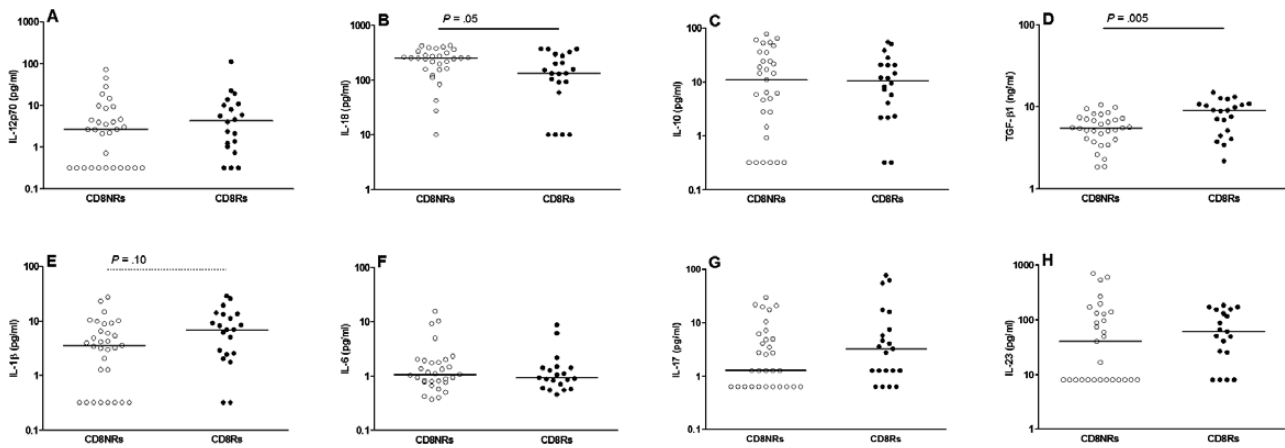 A
IL-12p70 (pg/ml)
1000
100
10
1
0.1
CD8NRs CD8Rs
B
P = .05
IL-18 (pg/ml)
1000
100
10
1
CD8NRs CD8Rs
C
IL-10 (pg/ml)
100
10
1
0.1
CD8NRs CD8Rs
D
P = .005
TGF-β1 (ng/ml)
100
10
1
CD8NRs CD8Rs
E
P = .10
IL-1β (pg/ml)
100
10
1
0.1
CD8NRs CD8Rs
F
IL-6 (pg/ml)
100
10
1
0.1
CD8NRs CD8Rs
G
IL-17 (pg/ml)
100
10
1
0.1
CD8NRs CD8Rs
H
IL-23 (pg/ml)
1000
100
10
1
CD8NRs CD8Rs